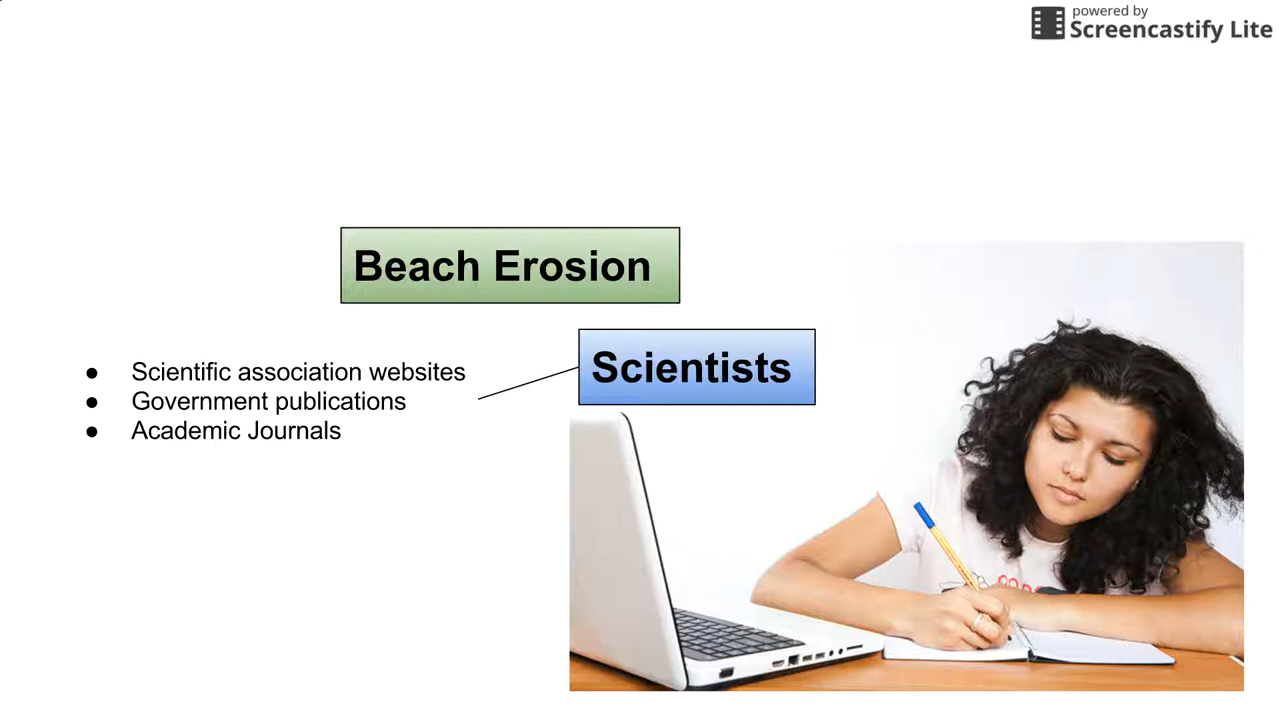 powered by
Screencastify Lite
Beach Erosion
Scientists
● Scientific association websites
● Government publications
● Academic Journals